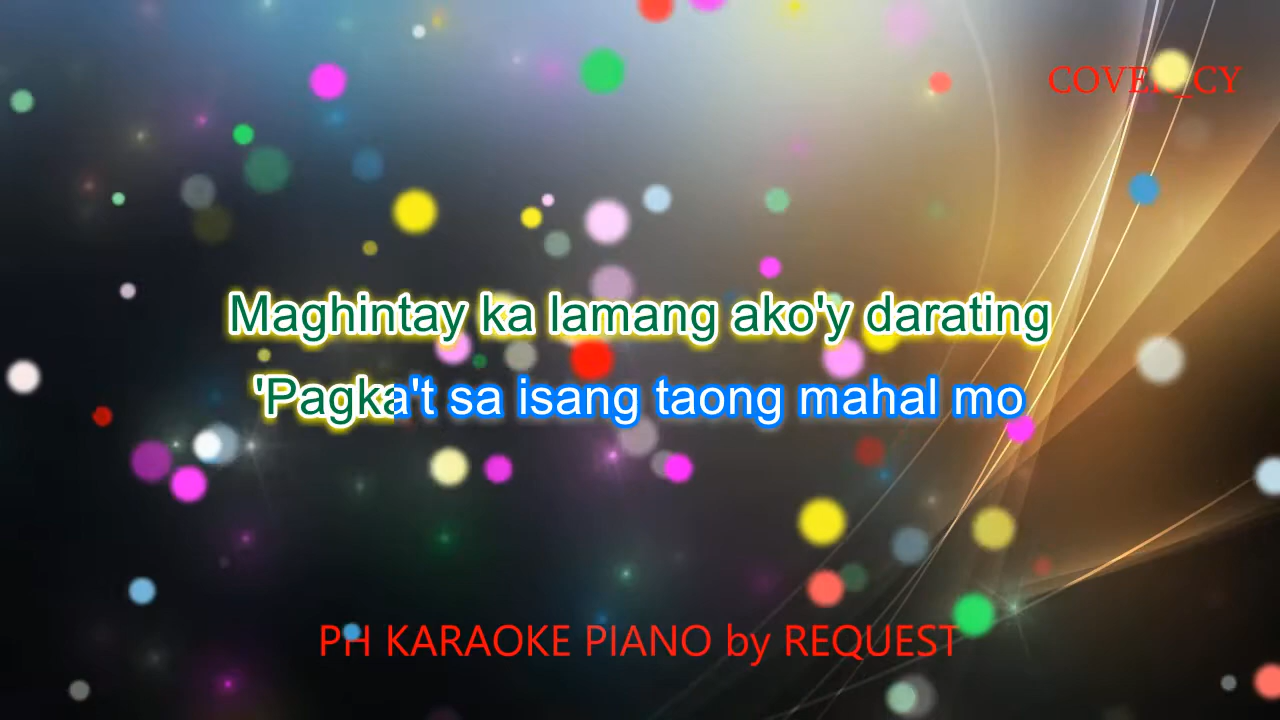 COVER_CY
Maghintay ka lamang ako'y darating
'Pagka't sa isang taong mahal mo
PH KARAOKE PIANO by REQUEST